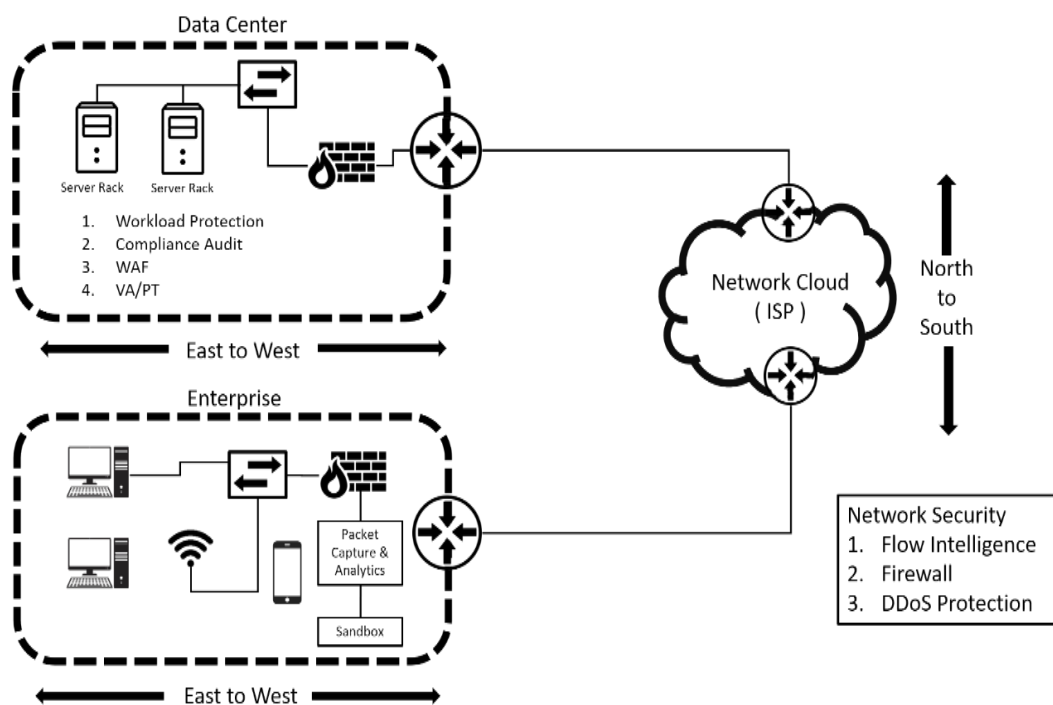 Data Center
Server Rack
Server Rack
1. Workload Protection
2. Compliance Audit
3. WAF
4. VA/PT
East to West
Network Cloud
( ISP )
North
to
South
Enterprise
Packet
Capture &
Analytics
Sandbox
East to West
Network Security
1. Flow Intelligence
2. Firewall
3. DDoS Protection